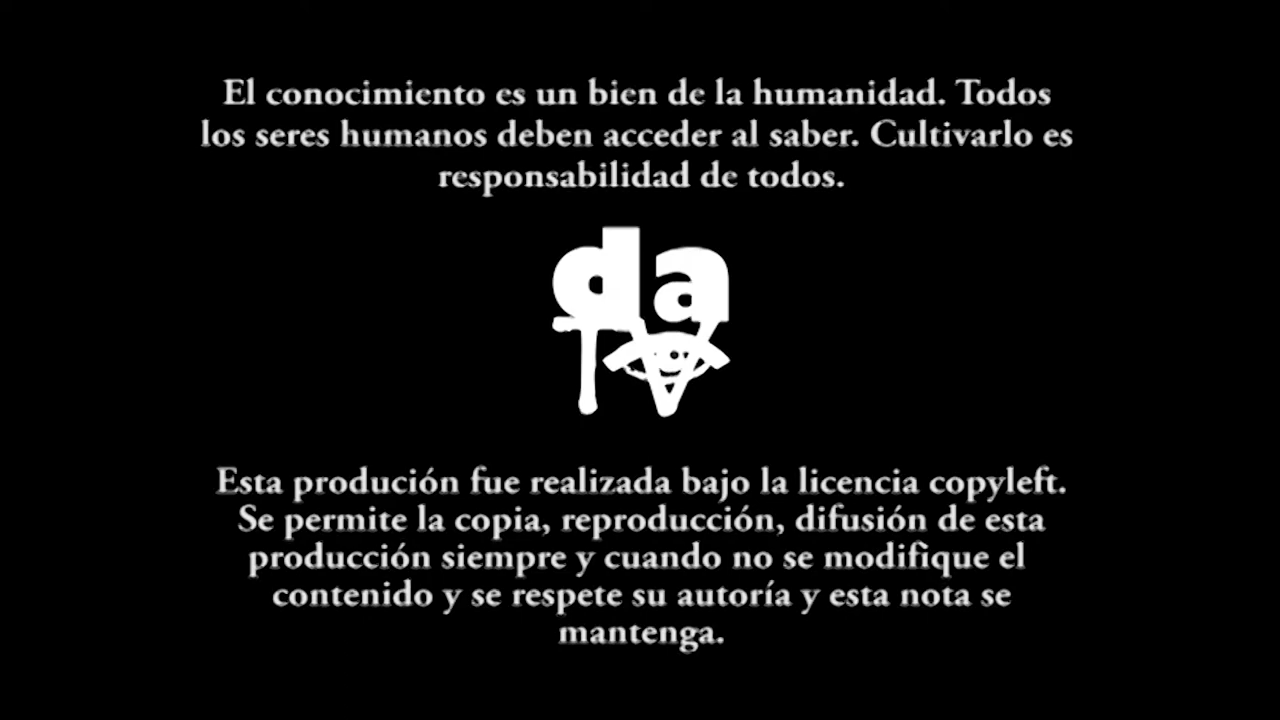 El conocimiento es un bien de la humanidad. Todos
los seres humanos deben acceder al saber. Cultivarlo es
responsabilidad de todos.
da
TV
Esta produción fue realizada bajo la licencia copyleft.
Se permite la copia, reproducción, difusión de esta
producción siempre y cuando no se modifique el
contenido y se respete su autoría y esta nota se
mantenga.